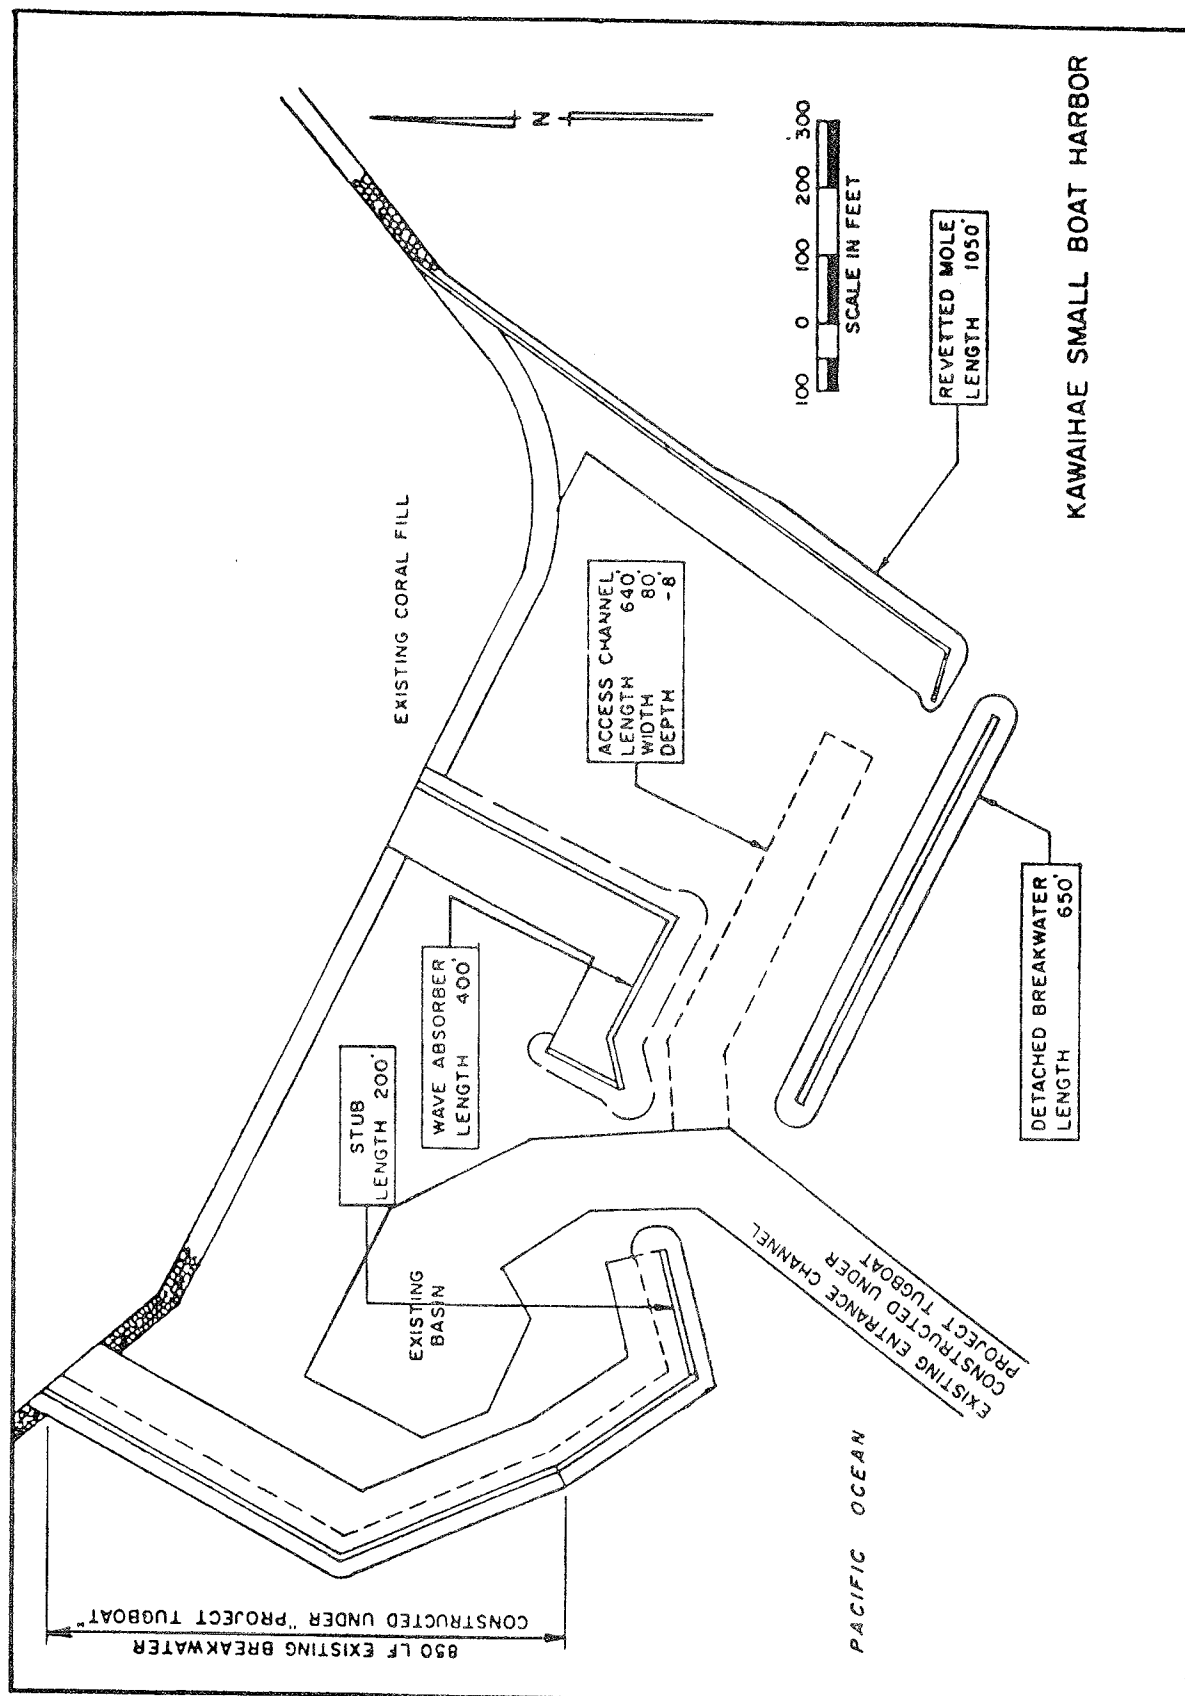 850 LF EXISTING BREAKWATER
CONSTRUCTED UNDER "PROJECT TUGBOAT"
STUB
LENGTH 200'
EXISTING
BASIN
WAVE ABSORBER
LENGTH 400'
EXISTING CORAL FILL
N
ACCESS CHANNEL
LENGTH 640'
WIDTH 80'
DEPTH -8'
100 0 100 200 300
SCALE IN FEET
REVETTED MOLE
LENGTH 1050'
DETACHED BREAKWATER
LENGTH 650'
EXISTING ENTRANCE CHANNEL
CONSTRUCTED UNDER
PROJECT TUGBOAT
PACIFIC OCEAN
KAWAIHAE SMALL BOAT HARBOR